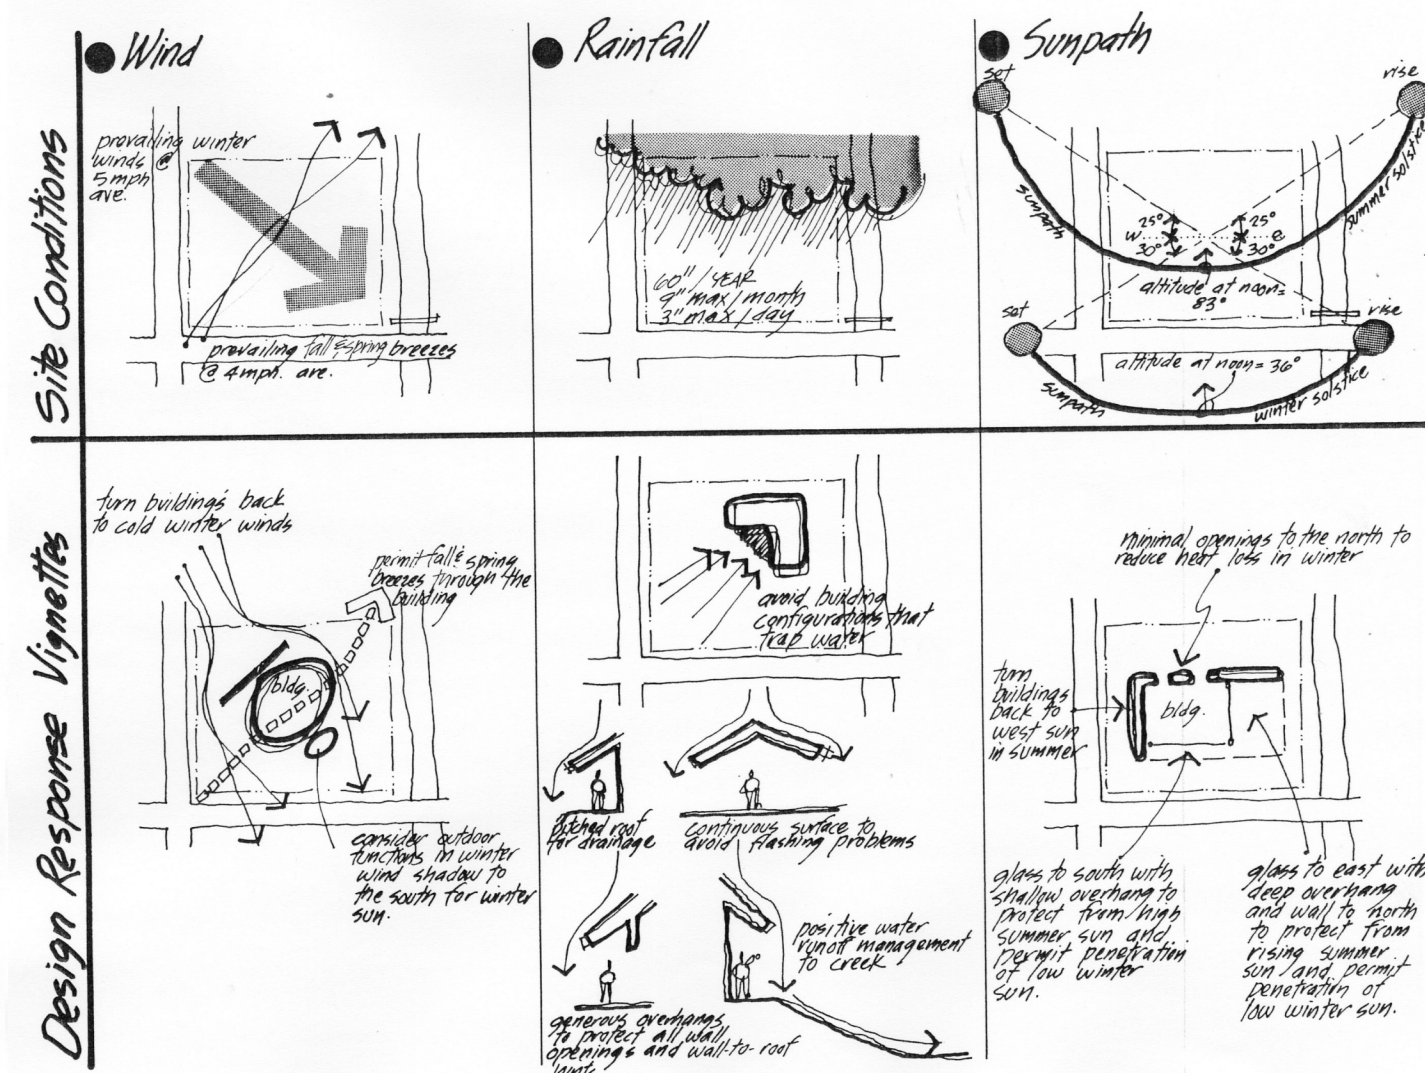 Site Conditions
Wind
prevailing winter
winds @
5 mph
ave.
prevailing fall & spring breezes
@ 4 mph. ave.
Rainfall
60"/YEAR
9" max/month
3" max/day
Sunpath
set
rise
sunpath
summer solstice
25°
25°
w
e
30°
30°
altitude at noon=
83°
set
rise
altitude at noon= 36°
sunpath
winter solstice
Design Response Vignettes
turn building's back
to cold winter winds
permit fall & spring
breezes through the
building
bldg.
consider outdoor
functions in winter
wind shadow to
the south for winter
sun.
avoid building
configurations that
trap water
pitched roof
for drainage
continuous surface to
avoid flashing problems
positive water
runoff management
to creek
generous overhangs
to protect all wall
openings and wall-to-roof
minimal openings to the north to
reduce heat loss in winter
turn
buildings
back to
west sun
in summer
bldg.
glass to south with
shallow overhang to
protect from high
summer sun and
permit penetration
of low winter
sun.
glass to east with
deep overhang
and wall to north
to protect from
rising summer
sun and permit
penetration of
low winter sun.